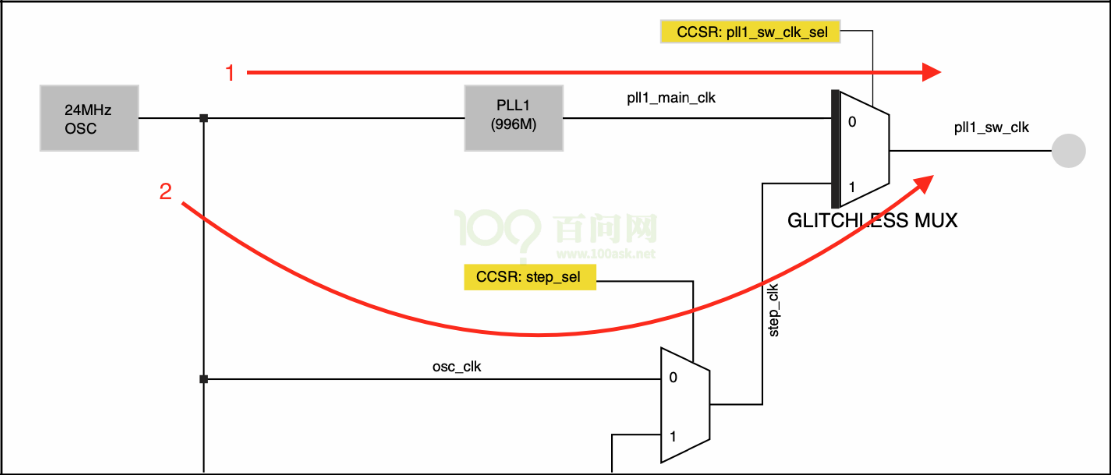 CCSR: pll1_sw_clk_sel
1
24MHz
OSC
PLL1
(996M)
pll1_main_clk
0
pll1_sw_clk
2
1
GLITCHLESS MUX
100 百问网
www.100ask.net
CCSR: step_sel
step_clk
osc_clk
0
1